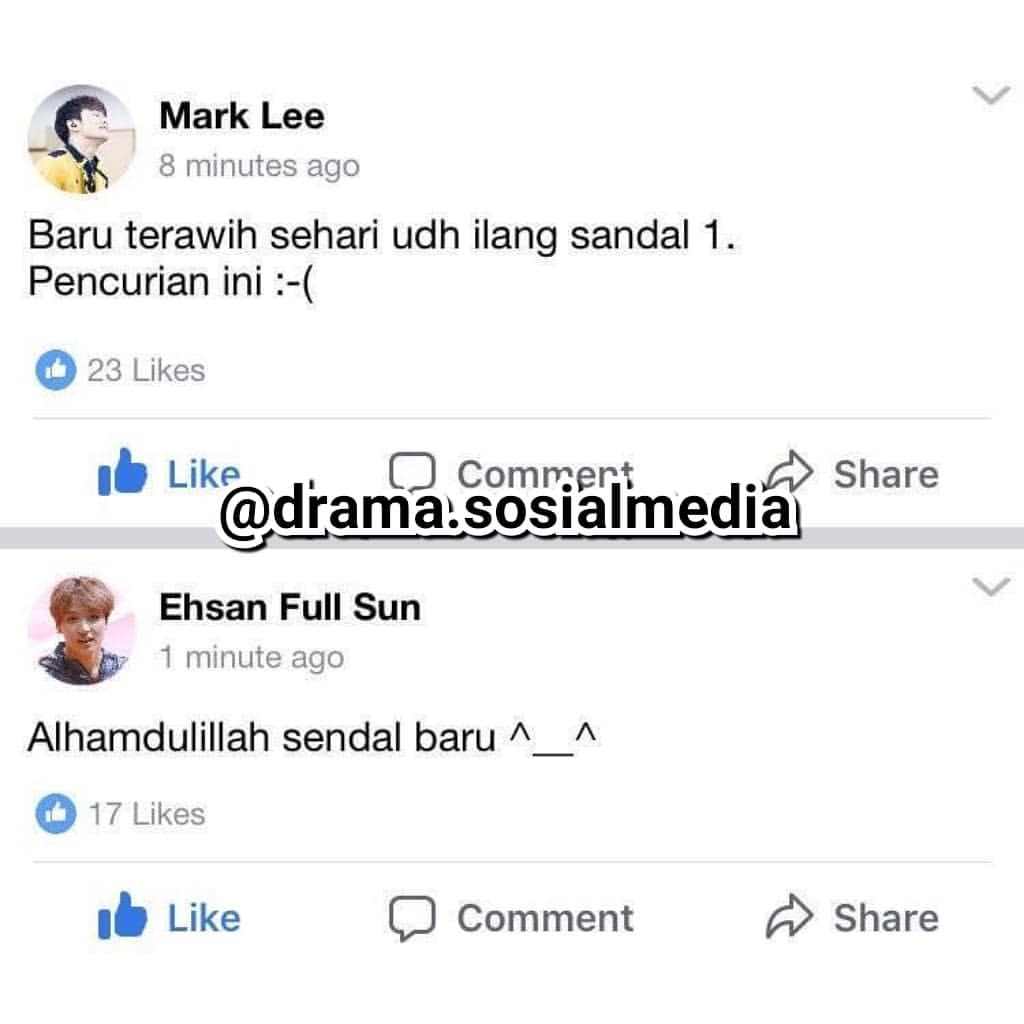 Mark Lee
8 minutes ago
Baru terawih sehari udh ilang sandal 1.
Pencurian ini :-(
23 Likes
Like Comment Share
@drama.sosialmedia
Ehsan Full Sun
1 minute ago
Alhamdulillah sendal baru ^__^
17 Likes
Like Comment Share